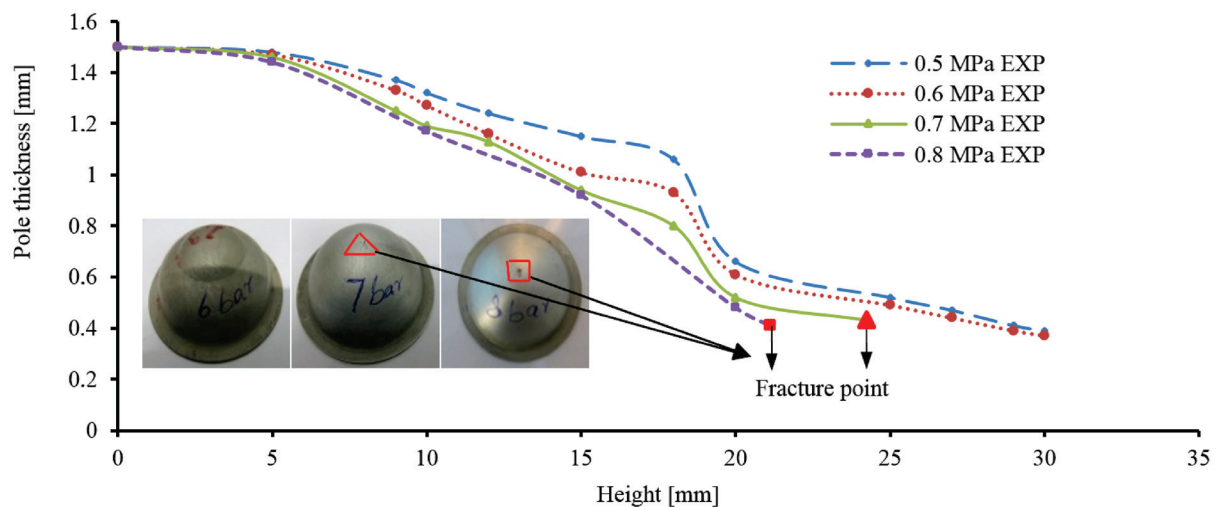 1.6
1.4
1.2
1
0.8
0.6
0.4
0.2
0
Pole thickness [mm]
0.5 MPa EXP
0.6 MPa EXP
0.7 MPa EXP
0.8 MPa EXP
6 bar
7 bar
8 bar
Fracture point
0 5 10 15 20 25 30 35
Height [mm]